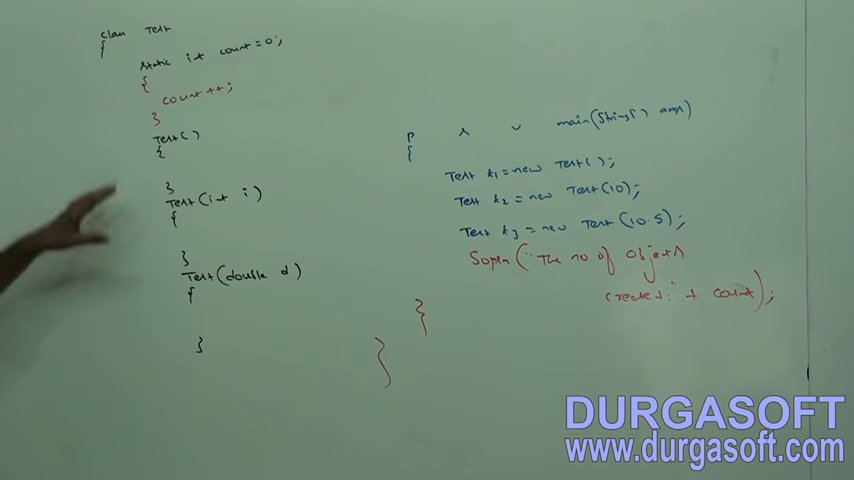 class Test
{
static int count = 0;
{
count++;
}
Test()
{
}
Test(int i)
{
}
Test(double d)
{
}
P S V main(String[] args)
{
Test t1 = new Test();
Test t2 = new Test(10);
Test t3 = new Test(10.5);
Sopln("The no of objects
created:" + count);
}
}
DURGASOFT
www.durgasoft.com